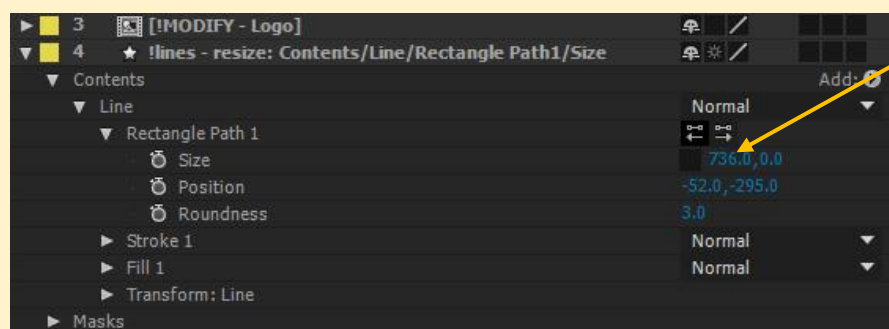 3 [!MODIFY - Logo]
4 !lines - resize: Contents/Line/Rectangle Path1/Size
Contents Add:
Line Normal
Rectangle Path 1
Size 736.0,0.0
Position -52.0,-295.0
Roundness 3.0
Stroke 1 Normal
Fill 1 Normal
Transform: Line
Masks